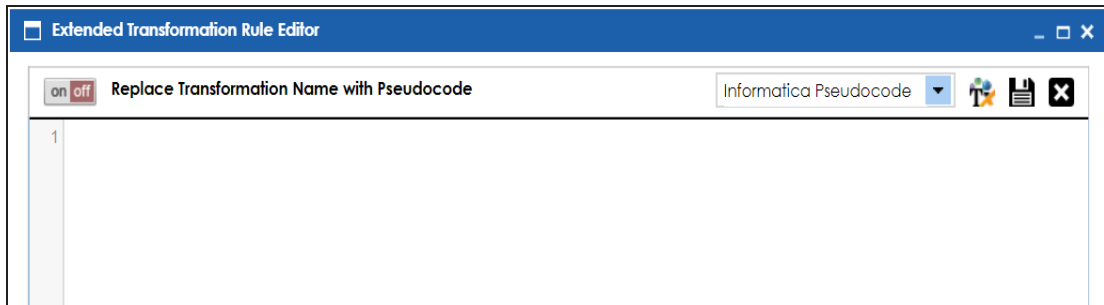 Extended Transformation Rule Editor
on off Replace Transformation Name with Pseudocode Informatica Pseudocode
1